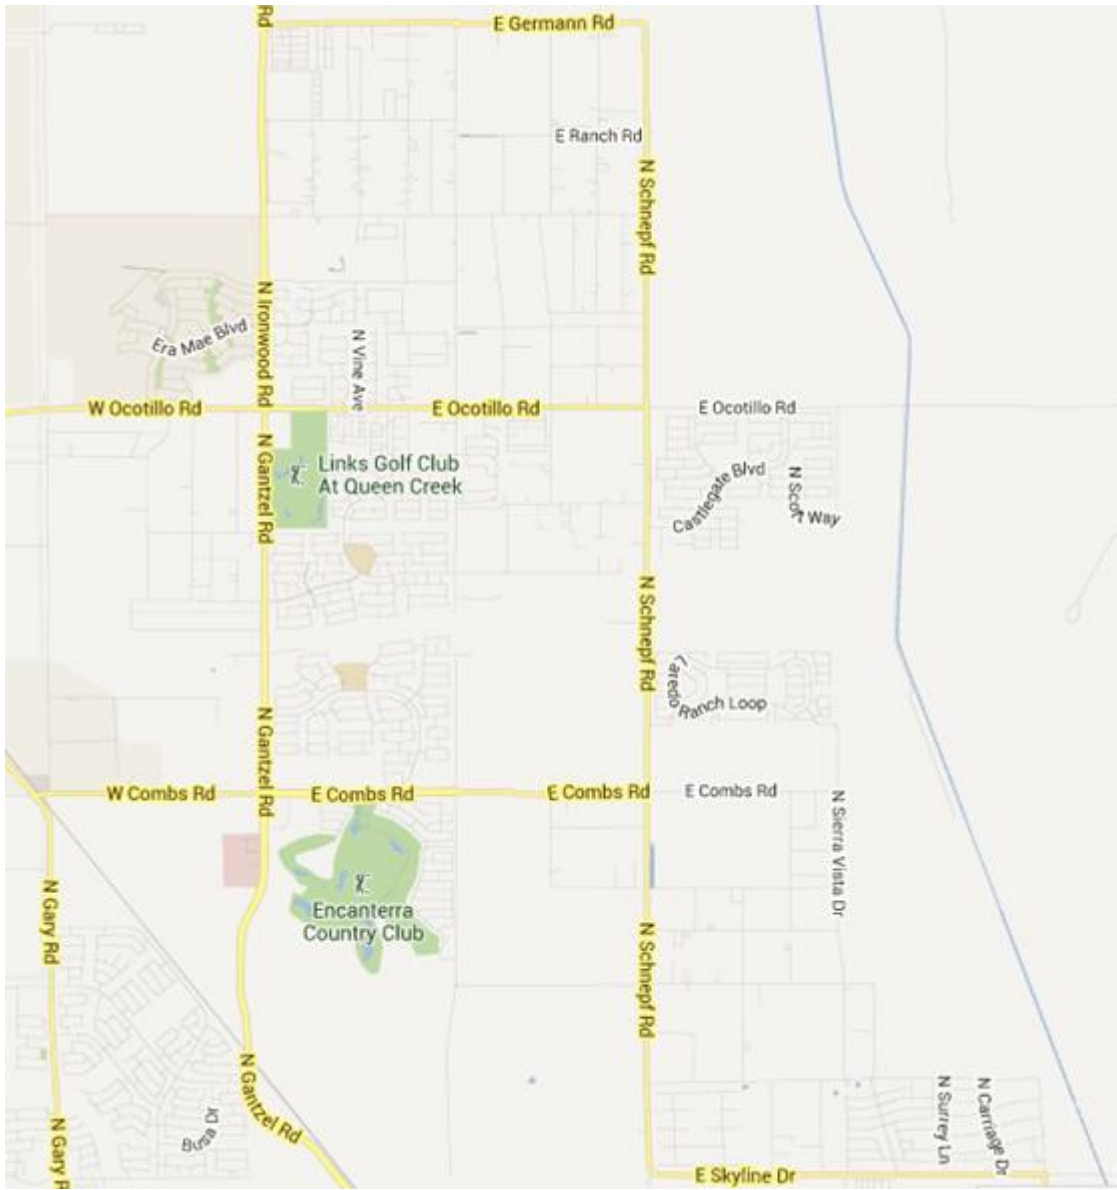 Rd
E Germann Rd
E Ranch Rd
N Schnepf Rd
N Ironwood Rd
Era Mae Blvd
N Vine Ave
W Ocotillo Rd
E Ocotillo Rd
E Ocotillo Rd
N Gantzel Rd
Links Golf Club
At Queen Creek
Castlegate Blvd
N Scott Way
N Schnepf Rd
Laredo Ranch Loop
N Gantzel Rd
W Combs Rd
E Combs Rd
E Combs Rd
E Combs Rd
N Sierra Vista Dr
N Gary Rd
Encanterra
Country Club
N Schnepf Rd
N Gantzel Rd
Busa Dr
N Gary R
N Surrey Ln
N Carriage Dr
E Skyline Dr